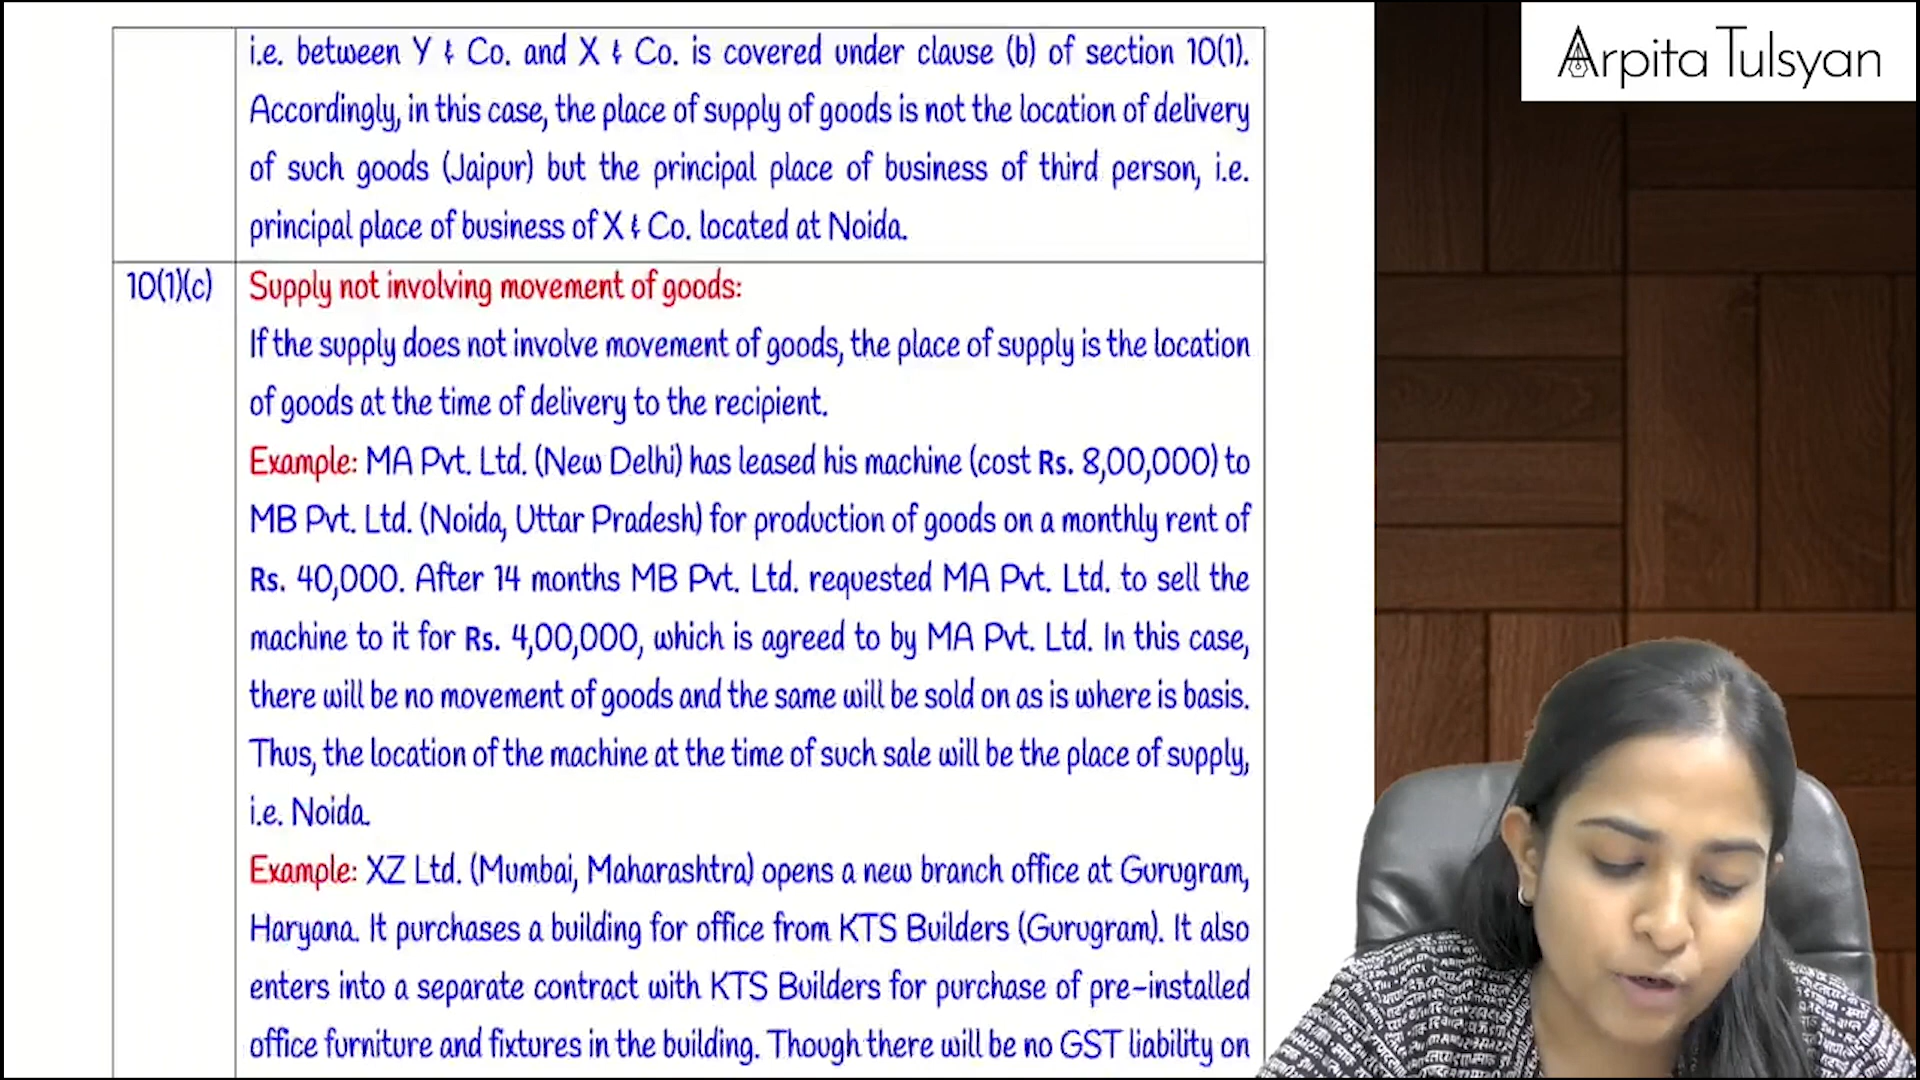 Arpita Tulsyan
i.e. between Y & Co. and X & Co. is covered under clause (b) of section 10(1).
Accordingly, in this case, the place of supply of goods is not the location of delivery
of such goods (Jaipur) but the principal place of business of third person, i.e.
principal place of business of X & Co. located at Noida.
10(1)(c)
Supply not involving movement of goods:
If the supply does not involve movement of goods, the place of supply is the location
of goods at the time of delivery to the recipient.
Example: MA Pvt. Ltd. (New Delhi) has leased his machine (cost Rs. 8,00,000) to
MB Pvt. Ltd. (Noida, Uttar Pradesh) for production of goods on a monthly rent of
Rs. 40,000. After 14 months MB Pvt. Ltd. requested MA Pvt. Ltd. to sell the
machine to it for Rs. 4,00,000, which is agreed to by MA Pvt. Ltd. In this case,
there will be no movement of goods and the same will be sold on as is where is basis.
Thus, the location of the machine at the time of such sale will be the place of supply,
i.e. Noida.
Example: XZ Ltd. (Mumbai, Maharashtra) opens a new branch office at Gurugram,
Haryana. It purchases a building for office from KTS Builders (Gurugram). It also
enters into a separate contract with KTS Builders for purchase of pre-installed
office furniture and fixtures in the building. Though there will be no GST liability on